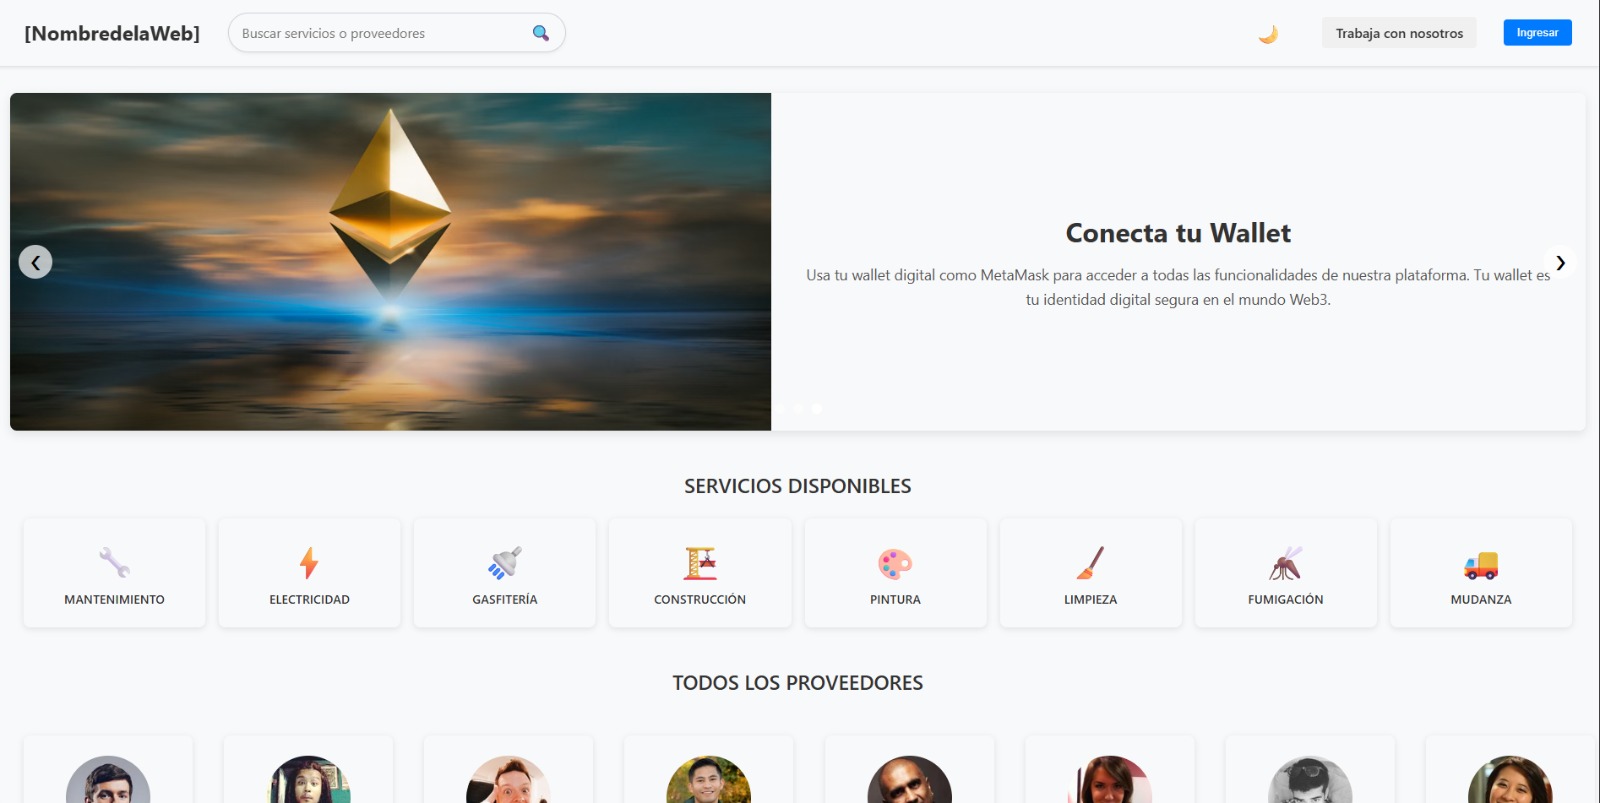 [NombredelaWeb]
Buscar servicios o proveedores
Trabaja con nosotros
Ingresar
Conecta tu Wallet
Usa tu wallet digital como MetaMask para acceder a todas las funcionalidades de nuestra plataforma. Tu wallet es
tu identidad digital segura en el mundo Web3.
SERVICIOS DISPONIBLES
MANTENIMIENTO
ELECTRICIDAD
GASFITERÍA
CONSTRUCCIÓN
PINTURA
LIMPIEZA
FUMIGACIÓN
MUDANZA
TODOS LOS PROVEEDORES